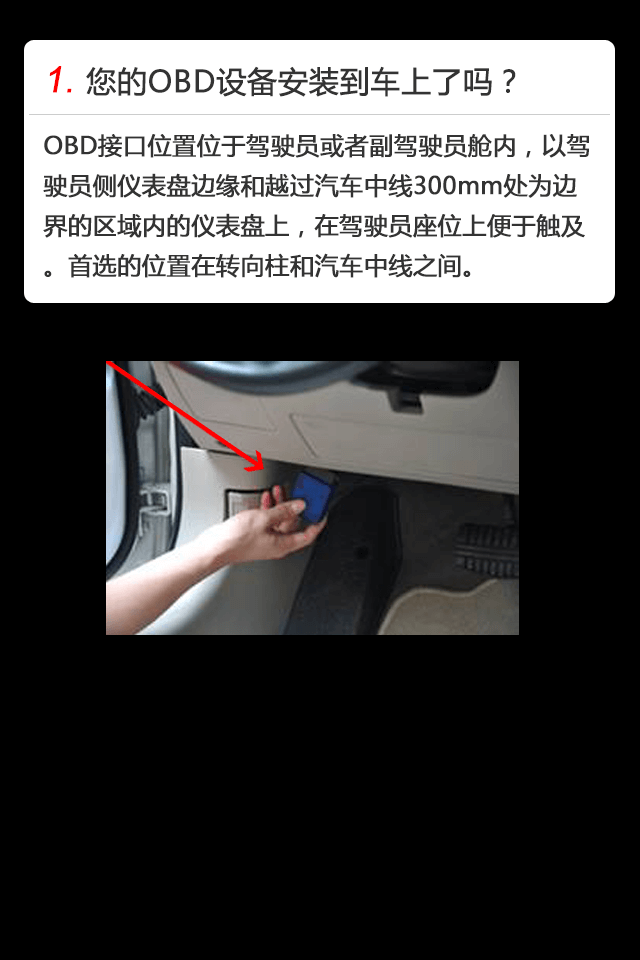 1. 您的OBD设备安装到车上了吗？
OBD接口位置位于驾驶员或者副驾驶员舱内，以驾
驶员侧仪表盘边缘和越过汽车中线300mm处为边
界的区域内的仪表盘上，在驾驶员座位上便于触及
。首选的位置在转向柱和汽车中线之间。